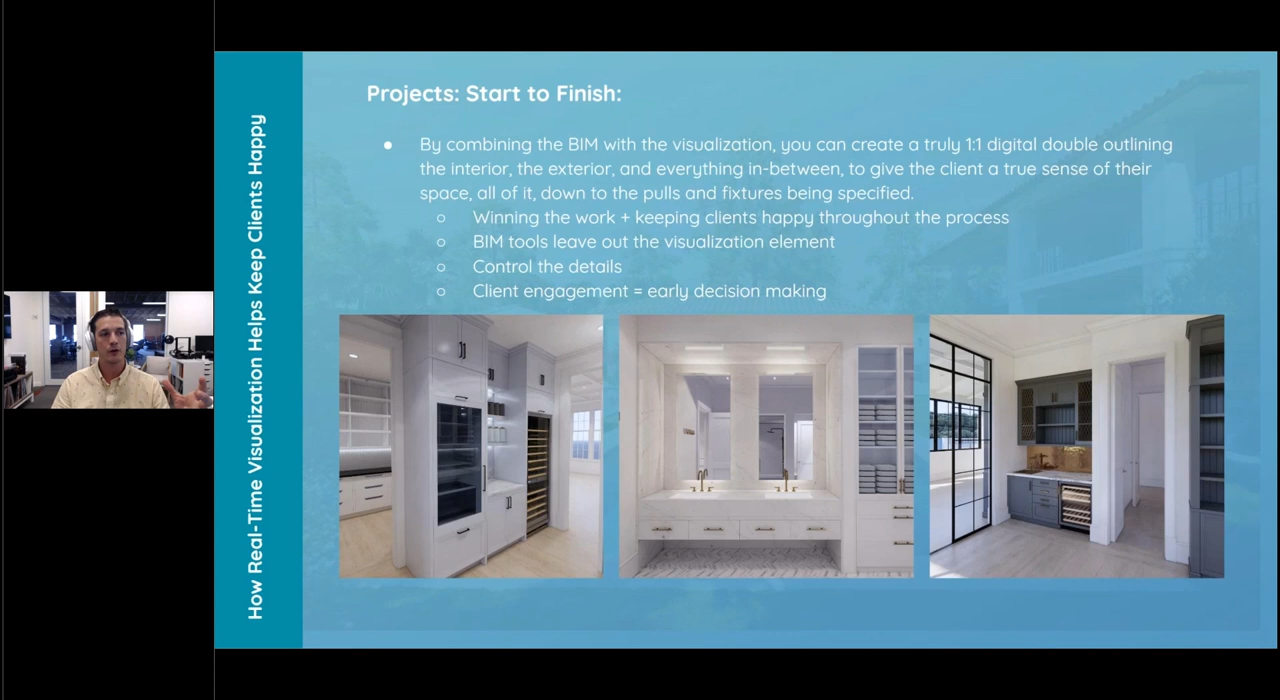 How Real-Time Visualization Helps Keep Clients Happy
Projects: Start to Finish:
● By combining the BIM with the visualization, you can create a truly 1:1 digital double outlining
the interior, the exterior, and everything in-between, to give the client a true sense of their
space, all of it, down to the pulls and fixtures being specified.
○ Winning the work + keeping clients happy throughout the process
○ BIM tools leave out the visualization element
○ Control the details
○ Client engagement = early decision making